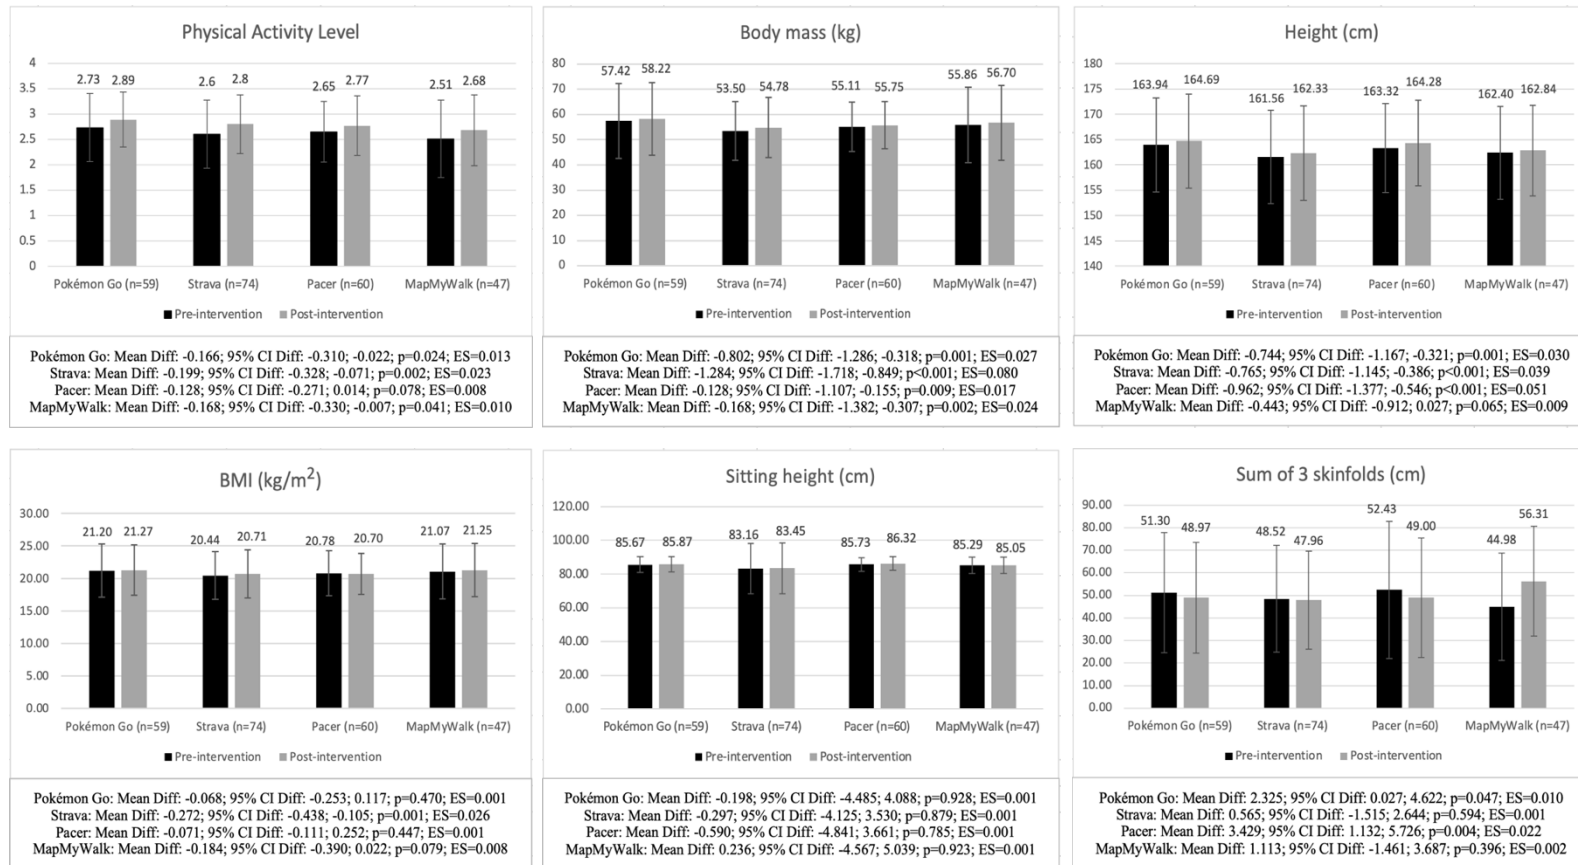 Physical Activity Level
4
3.5
3
2.5
2
1.5
1
0.5
0
2.73 2.89 2.6 2.8 2.65 2.77 2.51 2.68
Pokémon Go (n=59) Strava (n=74) Pacer (n=60) MapMyWalk (n=47)
Pre-intervention Post-intervention
Pokémon Go: Mean Diff: -0.166; 95% CI Diff: -0.310; -0.022; p=0.024; ES=0.013
Strava: Mean Diff: -0.199; 95% CI Diff: -0.328; -0.071; p=0.002; ES=0.023
Pacer: Mean Diff: -0.128; 95% CI Diff: -0.271; 0.014; p=0.078; ES=0.008
MapMyWalk: Mean Diff: -0.168; 95% CI Diff: -0.330; -0.007; p=0.041; ES=0.010
Body mass (kg)
80
70
60
50
40
30
20
10
0
57.42 58.22 53.50 54.78 55.11 55.75 55.86 56.70
Pokémon Go (n=59) Strava (n=74) Pacer (n=60) MapMyWalk (n=47)
Pre-intervention Post-intervention
Pokémon Go: Mean Diff: -0.802; 95% CI Diff: -1.286; -0.318; p=0.001; ES=0.027
Strava: Mean Diff: -1.284; 95% CI Diff: -1.718; -0.849; p<0.001; ES=0.080
Pacer: Mean Diff: -0.128; 95% CI Diff: -1.107; -0.155; p=0.009; ES=0.017
MapMyWalk: Mean Diff: -0.168; 95% CI Diff: -1.382; -0.307; p=0.002; ES=0.024
Height (cm)
180
175
170
165
160
155
150
145
140
163.94 164.69 161.56 162.33 163.32 164.28 162.40 162.84
Pokémon Go (n=59) Strava (n=74) Pacer (n=60) MapMyWalk (n=47)
Pre-intervention Post-intervention
Pokémon Go: Mean Diff: -0.744; 95% CI Diff: -1.167; -0.321; p=0.001; ES=0.030
Strava: Mean Diff: -0.765; 95% CI Diff: -1.145; -0.386; p<0.001; ES=0.039
Pacer: Mean Diff: -0.962; 95% CI Diff: -1.377; -0.546; p<0.001; ES=0.051
MapMyWalk: Mean Diff: -0.443; 95% CI Diff: -0.912; 0.027; p=0.065; ES=0.009
BMI (kg/m²)
30.00
25.00
20.00
15.00
10.00
5.00
0.00
21.20 21.27 20.44 20.71 20.78 20.70 21.07 21.25
Pokémon Go (n=59) Strava (n=74) Pacer (n=60) MapMyWalk (n=47)
Pre-intervention Post-intervention
Pokémon Go: Mean Diff: -0.068; 95% CI Diff: -0.253; 0.117; p=0.470; ES=0.001
Strava: Mean Diff: -0.272; 95% CI Diff: -0.438; -0.105; p=0.001; ES=0.026
Pacer: Mean Diff: -0.071; 95% CI Diff: -0.111; 0.252; p=0.447; ES=0.001
MapMyWalk: Mean Diff: -0.184; 95% CI Diff: -0.390; 0.022; p=0.079; ES=0.008
Sitting height (cm)
120.00
100.00
80.00
60.00
40.00
20.00
0.00
85.67 85.87 83.16 83.45 85.73 86.32 85.29 85.05
Pokémon Go (n=59) Strava (n=74) Pacer (n=60) MapMyWalk (n=47)
Pre-intervention Post-intervention
Pokémon Go: Mean Diff: -0.198; 95% CI Diff: -4.485; 4.088; p=0.928; ES=0.001
Strava: Mean Diff: -0.297; 95% CI Diff: -4.125; 3.530; p=0.879; ES=0.001
Pacer: Mean Diff: -0.590; 95% CI Diff: -4.841; 3.661; p=0.785; ES=0.001
MapMyWalk: Mean Diff: 0.236; 95% CI Diff: -4.567; 5.039; p=0.923; ES=0.001
Sum of 3 skinfolds (cm)
90.00
80.00
70.00
60.00
50.00
40.00
30.00
20.00
10.00
0.00
51.30 48.97 48.52 47.96 52.43 49.00 44.98 56.31
Pokémon Go (n=59) Strava (n=74) Pacer (n=60) MapMyWalk (n=47)
Pre-intervention Post-intervention
Pokémon Go: Mean Diff: 2.325; 95% CI Diff: 0.027; 4.622; p=0.047; ES=0.010
Strava: Mean Diff: 0.565; 95% CI Diff: -1.515; 2.644; p=0.594; ES=0.001
Pacer: Mean Diff: 3.429; 95% CI Diff: 1.132; 5.726; p=0.004; ES=0.022
MapMyWalk: Mean Diff: 1.113; 95% CI Diff: -1.461; 3.687; p=0.396; ES=0.002